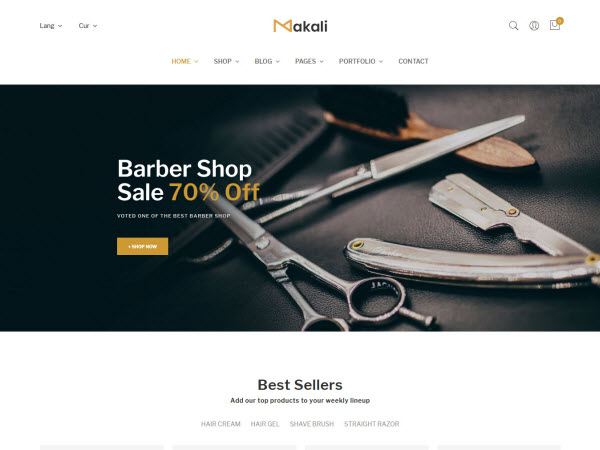 Lang
Cur
Makali
0
HOME
SHOP
BLOG
PAGES
PORTFOLIO
CONTACT
Barber Shop
Sale 70% Off
VOTED ONE OF THE BEST BARBER SHOP
+ SHOP NOW
Best Sellers
Add our top products to your weekly lineup
HAIR CREAM
HAIR GEL
SHAVE BRUSH
STRAIGHT RAZOR